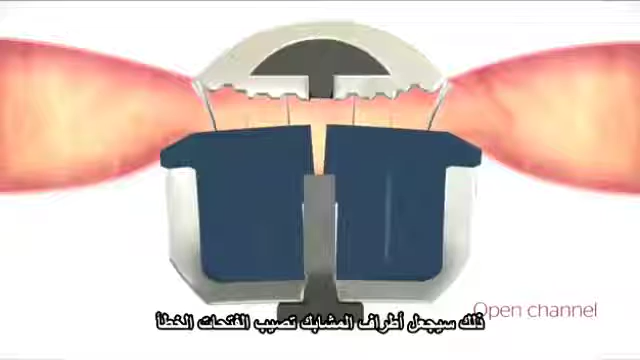 Open channel
ذلك سيجعل أطراف المشابك تصيب الفتحات الخطأ